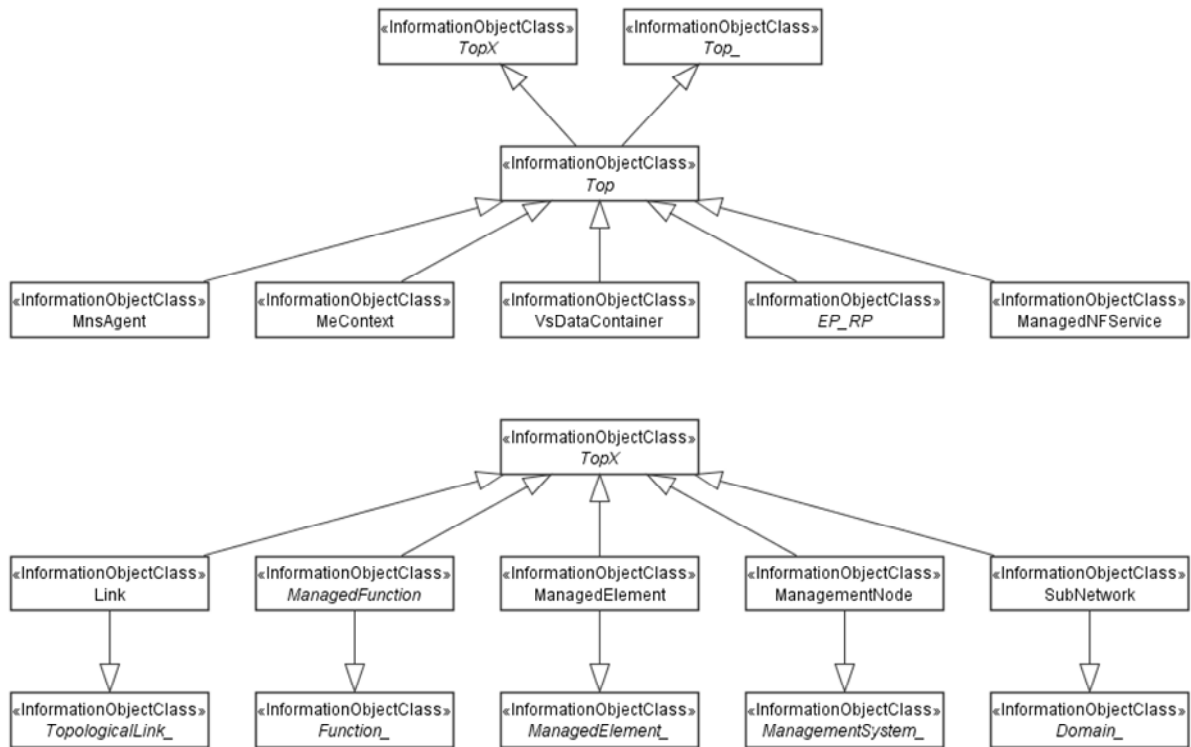 «InformationObjectClass»
TopX
«InformationObjectClass»
Top_
«InformationObjectClass»
Top
«InformationObjectClass»
MnsAgent
«InformationObjectClass»
MeContext
«InformationObjectClass»
VsDataContainer
«InformationObjectClass»
EP_RP
«InformationObjectClass»
ManagedNFService
«InformationObjectClass»
TopX
«InformationObjectClass»
Link
«InformationObjectClass»
ManagedFunction
«InformationObjectClass»
ManagedElement
«InformationObjectClass»
ManagementNode
«InformationObjectClass»
SubNetwork
«InformationObjectClass»
TopologicalLink_
«InformationObjectClass»
Function_
«InformationObjectClass»
ManagedElement_
«InformationObjectClass»
ManagementSystem_
«InformationObjectClass»
Domain_